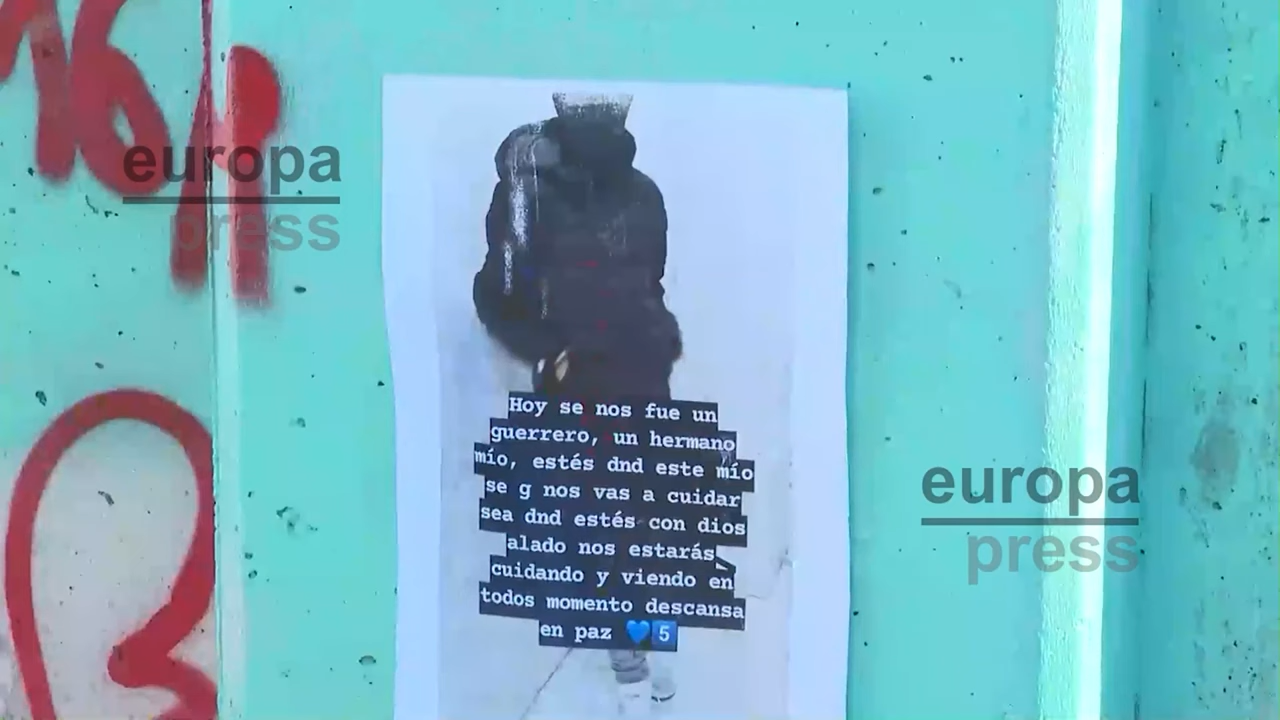 164
europa
press
Hoy se nos fue un
guerrero, un hermano
mío, estés dnd este mío
se g nos vas a cuidar
sea dnd estés con dios
alado nos estarás
cuidando y viendo en
todos momento descansa
en paz 💙5️⃣
europa
press